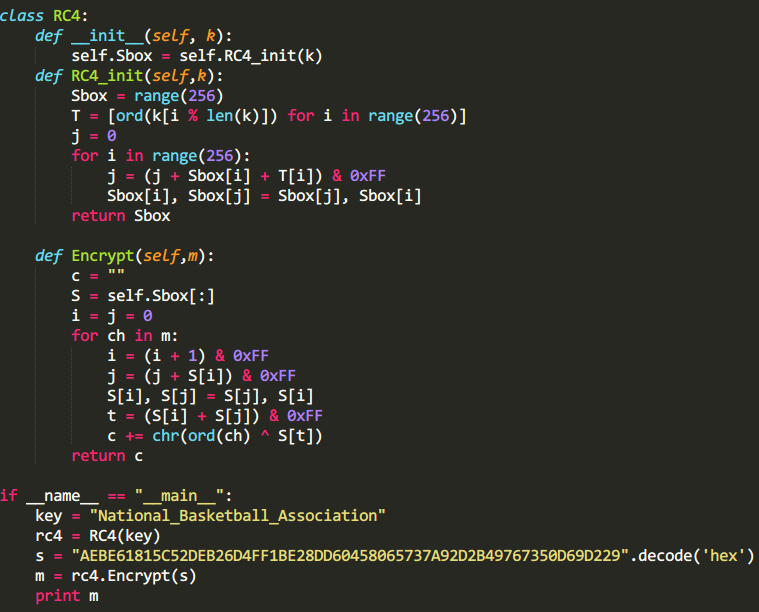 class RC4:
    def __init__(self, k):
        self.Sbox = self.RC4_init(k)
    def RC4_init(self,k):
        Sbox = range(256)
        T = [ord(k[i % len(k)]) for i in range(256)]
        j = 0
        for i in range(256):
            j = (j + Sbox[i] + T[i]) & 0xFF
            Sbox[i], Sbox[j] = Sbox[j], Sbox[i]
        return Sbox

    def Encrypt(self,m):
        c = ""
        S = self.Sbox[:]
        i = j = 0
        for ch in m:
            i = (i + 1) & 0xFF
            j = (j + S[i]) & 0xFF
            S[i], S[j] = S[j], S[i]
            t = (S[i] + S[j]) & 0xFF
            c += chr(ord(ch) ^ S[t])
        return c

if __name__ == "__main__":
    key = "National_Basketball_Association"
    rc4 = RC4(key)
    s = "AEBE61815C52DEB26D4FF1BE28DD60458065737A92D2B49767350D69D229".decode('hex')
    m = rc4.Encrypt(s)
    print m